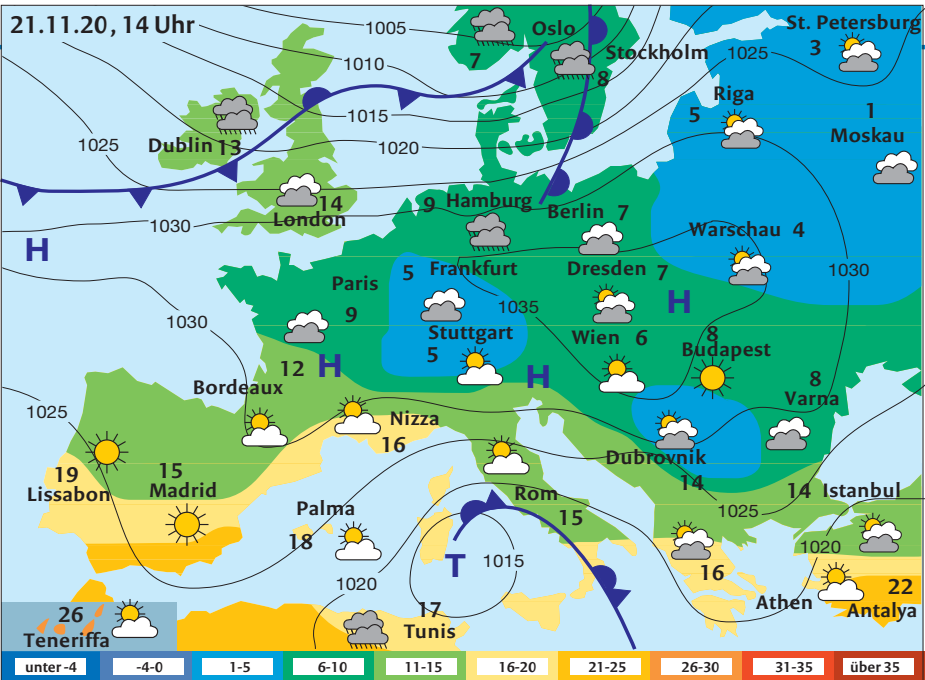 21.11.20, 14 Uhr
1005
Oslo
7
Stockholm
8
St. Petersburg
3
1025
1010
Riga
5
1
Moskau
1015
Dublin 13
1025
1020
14
London
9 Hamburg
Berlin 7
1030
H
Warschau 4
5 Frankfurt
Dresden 7
1030
Paris
9
1035
H
1030
Stuttgart
5
Wien 6
8
Budapest
12
H
H
Bordeaux
8
Varna
1025
Nizza
16
Dubrovnik
14
19
Lissabon
15
Madrid
Rom
15
14 Istanbul
1025
Palma
18
1020
T
1015
16
1020
Athen
22
Antalya
26
Teneriffa
17
Tunis
1020
unter -4
-4-0
1-5
6-10
11-15
16-20
21-25
26-30
31-35
über 35